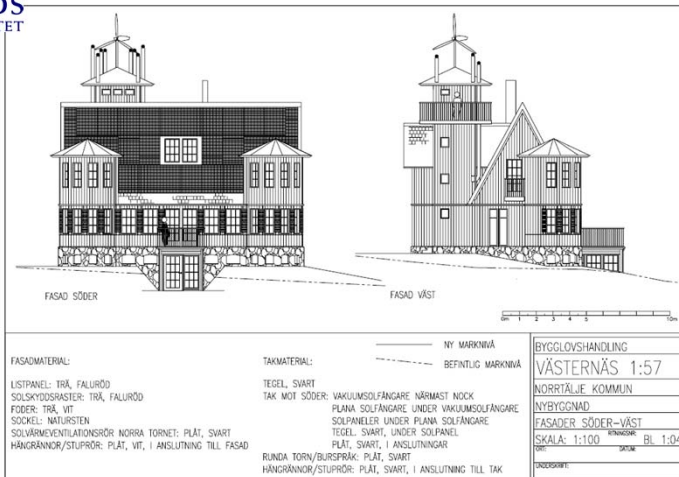 TET
FASAD SÖDER
FASAD VÄST
0m 1 2 3 4 5 10m
NY MARKNIVÅ
BEFINTLIG MARKNIVÅ
FASADMATERIAL:
LISTPANEL: TRÄ, FALURÖD
SOLSKYDDSRASTER: TRÄ, FALURÖD
FODER: TRÄ, VIT
SOCKEL: NATURSTEN
SOLVÄRMEVENTILATIONSRÖR NORRA TORNET: PLÅT, SVART
HÄNGRÄNNOR/STUPRÖR: PLÅT, VIT, I ANSLUTNING TILL FASAD
TAKMATERIAL:
TEGEL, SVART
TAK MOT SÖDER: VAKUUMSOLFÅNGARE NÄRMAST NOCK
PLANA SOLFÅNGARE UNDER VAKUUMSOLFÅNGARE
SOLPANELER UNDER PLANA SOLFÅNGARE
TEGEL, SVART, UNDER SOLPANEL
PLÅT, SVART, I ANSLUTNINGAR
RUNDA TORN/BURSPRÅK: PLÅT, SVART
HÄNGRÄNNOR/STUPRÖR: PLÅT, SVART, I ANSLUTNING TILL TAK
BYGGLOVSHANDLING
VÄSTERNÄS 1:57
NORRTÄLJE KOMMUN
NYBYGGNAD
FASADER SÖDER-VÄST
SKALA: 1:100 RITNINGSNR: BL 1:04
ORT: DATUM:
UNDERSKRIFT: